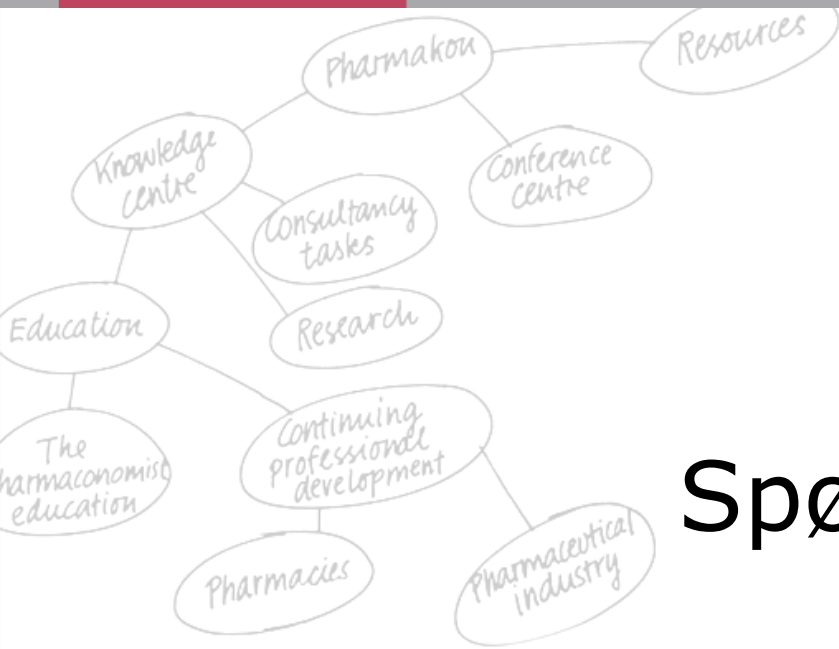 Pharmakon
Resources
Knowledge
centre
Conference
centre
Consultancy
tasks
Education
Research
The
harmaconomist
education
Continuing
professional
development
Pharmacies
Pharmaceutical
industry
Spø